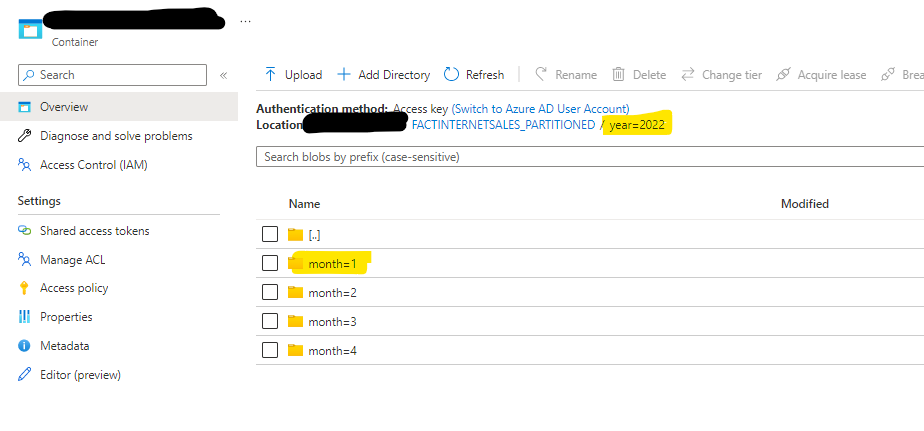 ...
Container
Search «
Upload Add Directory Refresh Rename Delete Change tier Acquire lease Brea
Overview
Diagnose and solve problems
Access Control (IAM)
Settings
Shared access tokens
Manage ACL
Access policy
Properties
Metadata
Editor (preview)
Authentication method: Access key (Switch to Azure AD User Account)
Location FACTINTERNETSALES_PARTITIONED / year=2022
Search blobs by prefix (case-sensitive)
Name Modified
[..]
month=1
month=2
month=3
month=4